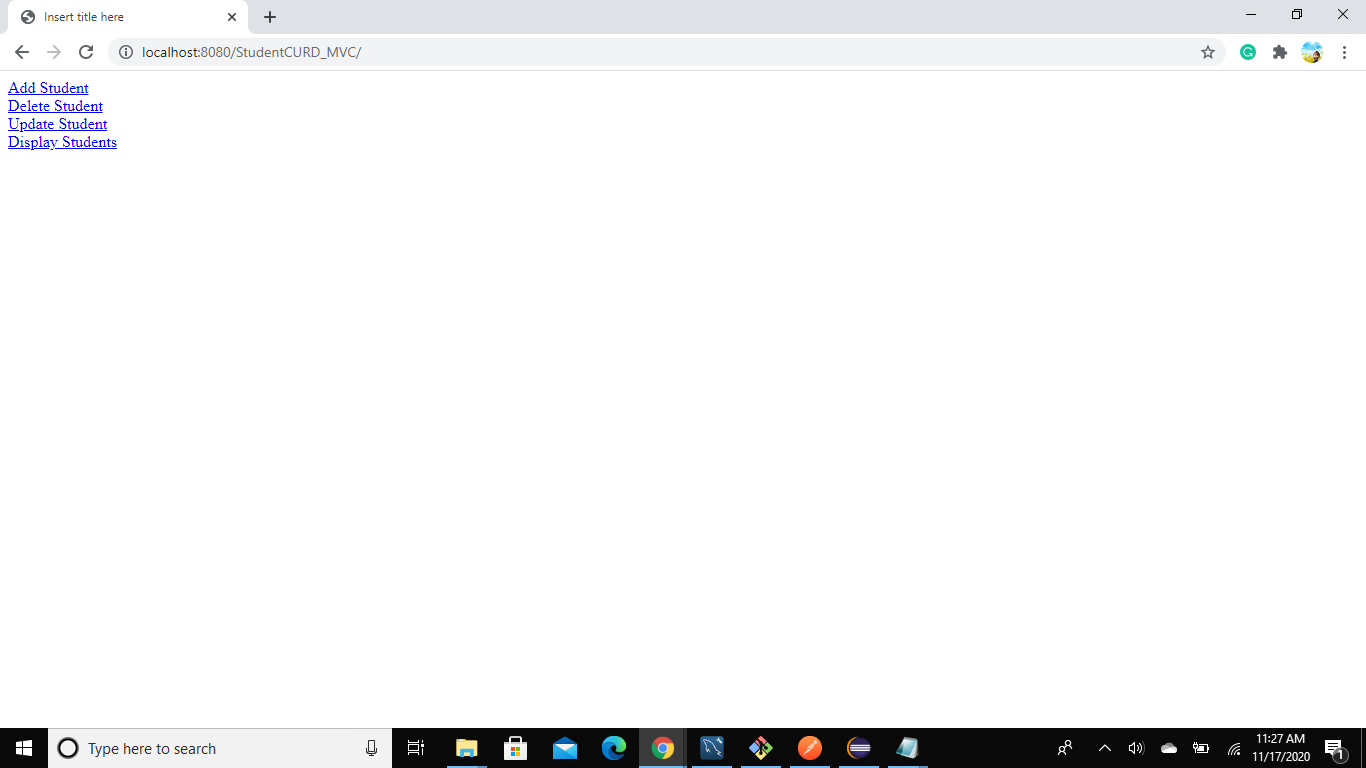 Insert title here
localhost:8080/StudentCURD_MVC/
Add Student
Delete Student
Update Student
Display Students
Type here to search
11:27 AM
11/17/2020
1